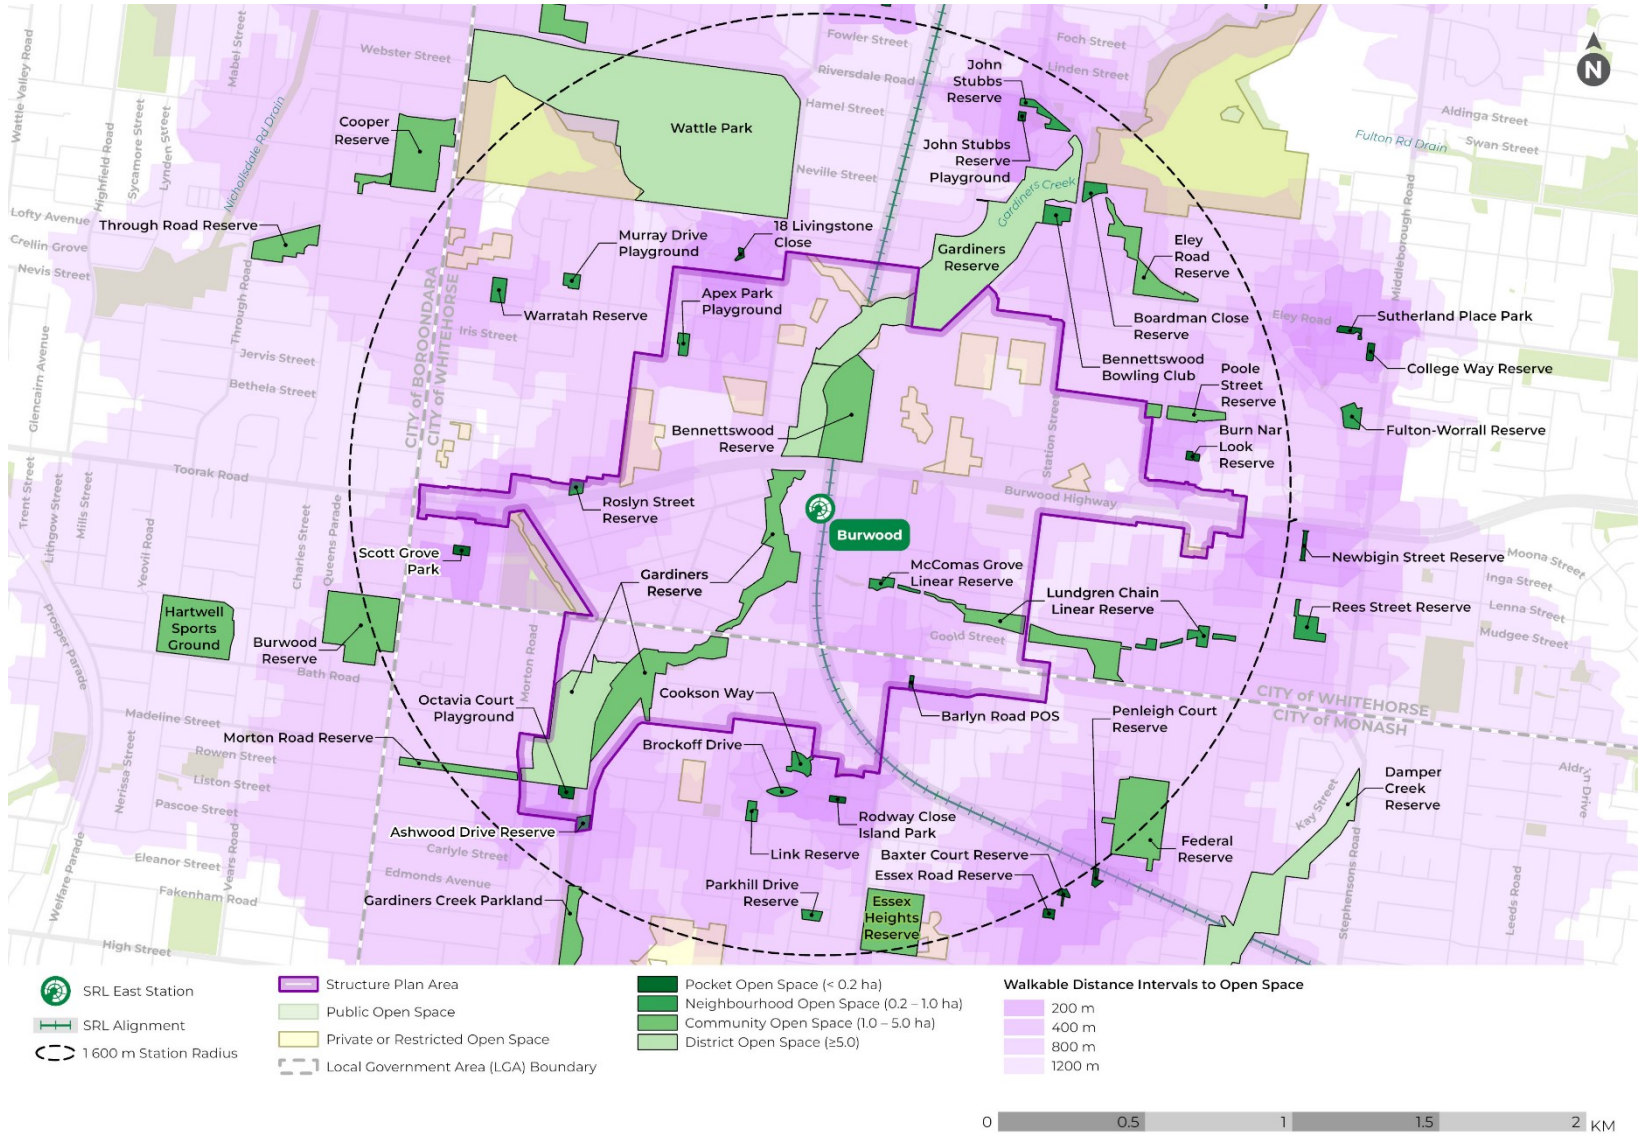 Fowler Street
Foch Street
Webster Street
Mabel Street
Wattle Valley Road
Riversdale Road
Linden Street
John
Stubbs
Reserve
N
Hamel Street
Aldinga Street
Cooper
Reserve
Wattle Park
Fulton Rd Drain
Swan Street
Highfield Road
Sycamore Street
Lynden Street
Nicholsdale Rd Drain
John Stubbs
Reserve
Playground
Neville Street
Gardiners Creek
Middleborough Road
Lofty Avenue
Through Road Reserve
Crellin Grove
Nevis Street
Murray Drive
Playground
18 Livingstone
Close
Gardiners
Reserve
Eley
Road
Reserve
Through Road
CITY of BOROONDARA
CITY of WHITEHORSE
Apex Park
Playground
Warratah Reserve
Iris Street
Boardman Close
Reserve
Eley Road
Sutherland Place Park
Glencairn Avenue
Jervis Street
Bethela Street
Bennettswood
Bowling Club
Poole
Street
Reserve
College Way Reserve
Bennettswood
Reserve
Station Street
Burn Nar
Look
Reserve
Fulton-Worrall Reserve
Toorak Road
Burwood Highway
Trent Street
Lithgow Street
Mills Street
Roslyn Street
Reserve
Burwood
Yeovil Road
Charles Street
Queens Parade
Scott Grove
Park
Newbigin Street Reserve
Moona Street
McComas Grove
Linear Reserve
Gardiners
Reserve
Lundgren Chain
Linear Reserve
Inga Street
Rees Street Reserve
Lenna Street
Mudgee Street
Hartwell
Sports
Ground
Prosper Parade
Burwood
Reserve
Goold Street
Bath Road
Morton Road
Octavia Court
Playground
Cookson Way
CITY of WHITEHORSE
CITY of MONASH
Madeline Street
Barlyn Road POS
Penleigh Court
Reserve
Morton Road Reserve
Rowen Street
Brockoff Drive
Nerissa Street
Liston Street
Pascoe Street
Damper
Creek
Reserve
Kay Street
Rodway Close
Island Park
Ashwood Drive Reserve
Carlyle Street
Link Reserve
Federal
Reserve
Welfare Parade
Eleanor Street
Vears Road
Edmonds Avenue
Baxter Court Reserve
Essex Road Reserve
Stephensons Road
Leeds Road
Fakenham Road
Gardiners Creek Parkland
Parkhill Drive
Reserve
Essex
Heights
Reserve
High Street
SRL East Station
SRL Alignment
1 600 m Station Radius
Structure Plan Area
Public Open Space
Private or Restricted Open Space
Local Government Area (LGA) Boundary
Pocket Open Space (< 0.2 ha)
Neighbourhood Open Space (0.2 – 1.0 ha)
Community Open Space (1.0 – 5.0 ha)
District Open Space (≥5.0)
Walkable Distance Intervals to Open Space
200 m
400 m
800 m
1200 m
0 0.5 1 1.5 2 KM